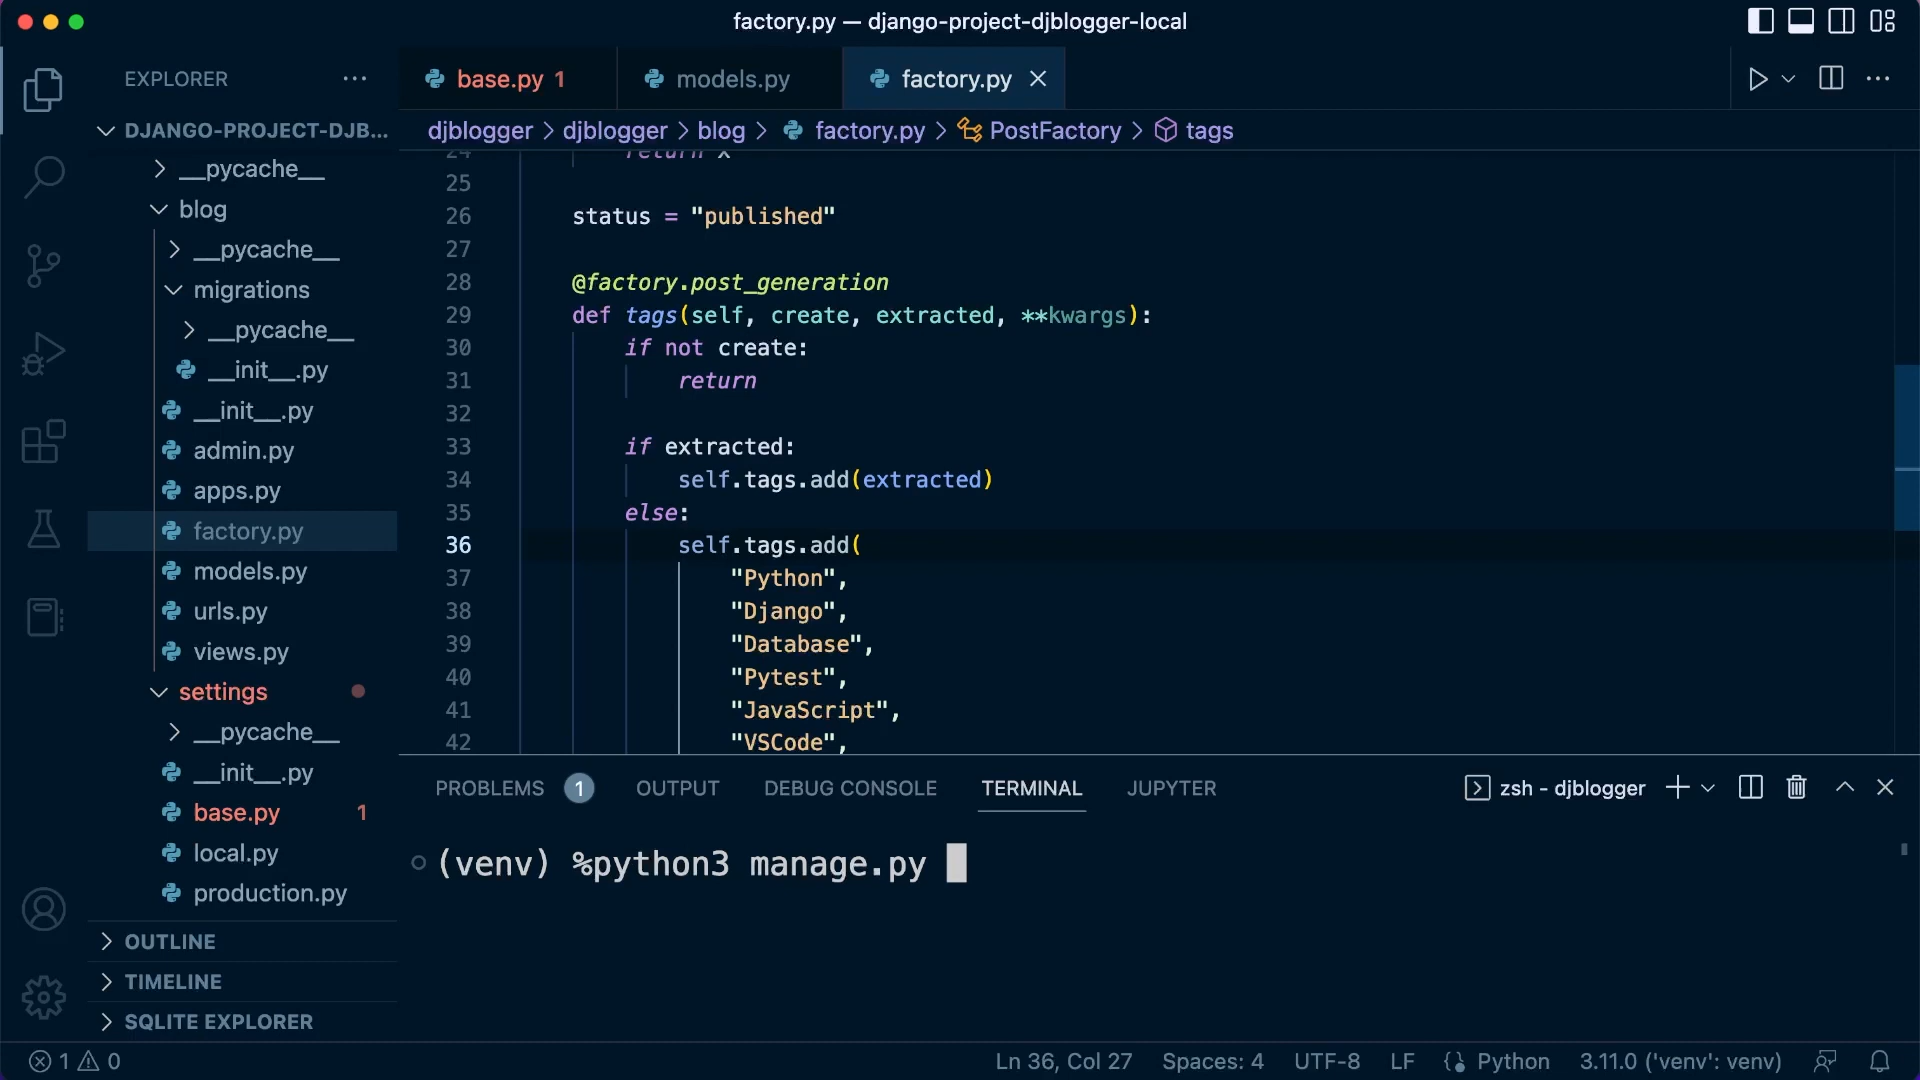 factory.py — django-project-djblogger-local
EXPLORER
base.py 1
models.py
factory.py
DJANGO-PROJECT-DJB...
djblogger > djblogger > blog > factory.py > PostFactory > tags
__pycache__
blog
__pycache__
migrations
__pycache__
__init__.py
__init__.py
admin.py
apps.py
factory.py
models.py
urls.py
views.py
settings
__pycache__
__init__.py
base.py 1
local.py
production.py
OUTLINE
TIMELINE
SQLITE EXPLORER
24 return x
25
26 status = "published"
27
28 @factory.post_generation
29 def tags(self, create, extracted, **kwargs):
30 if not create:
31 return
32
33 if extracted:
34 self.tags.add(extracted)
35 else:
36 self.tags.add(
37 "Python",
38 "Django",
39 "Database",
40 "Pytest",
41 "JavaScript",
42 "VSCode",
PROBLEMS 1 OUTPUT DEBUG CONSOLE TERMINAL JUPYTER
zsh - djblogger
(venv) %python3 manage.py
1 0
Ln 36, Col 27 Spaces: 4 UTF-8 LF Python 3.11.0 ('venv': venv)